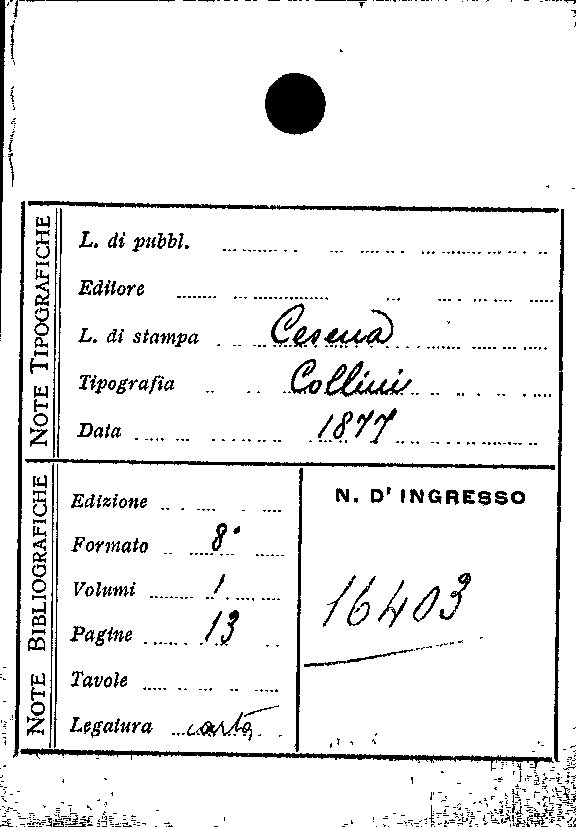 NOTE TIPOGRAFICHE
L. di pubbl.
Editore
L. di stampa Cesena
Tipografia Collini
Data 1877
NOTE BIBLIOGRAFICHE
Edizione
Formato 8°
Volumi 1
Pagine 13
Tavole
Legatura carta
N. D' INGRESSO
16403